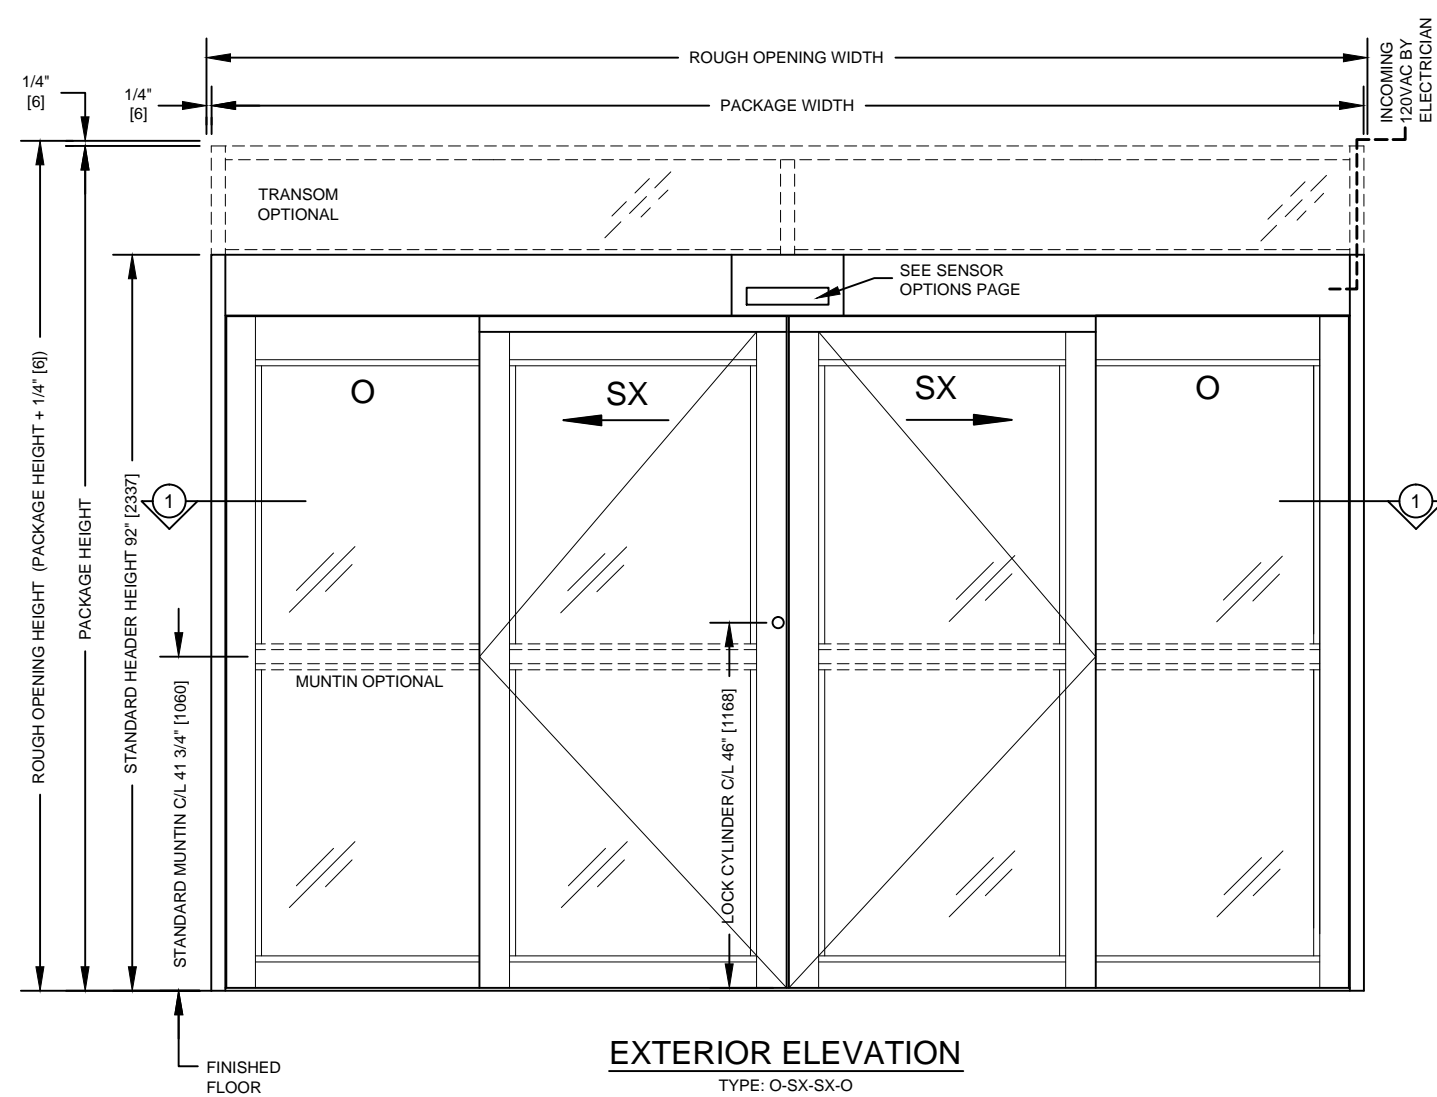 ROUGH OPENING WIDTH
INCOMING
120VAC BY
ELECTRICIAN
1/4"
[6]
1/4"
[6]
PACKAGE WIDTH
TRANSOM
OPTIONAL
SEE SENSOR
OPTIONS PAGE
O
SX
SX
O
ROUGH OPENING HEIGHT (PACKAGE HEIGHT + 1/4" [6])
PACKAGE HEIGHT
STANDARD HEADER HEIGHT 92" [2337]
1
1
STANDARD MUNTIN C/L 41 3/4" [1060]
MUNTIN OPTIONAL
LOCK CYLINDER C/L 46" [1168]
FINISHED
FLOOR
EXTERIOR ELEVATION
TYPE: O-SX-SX-O